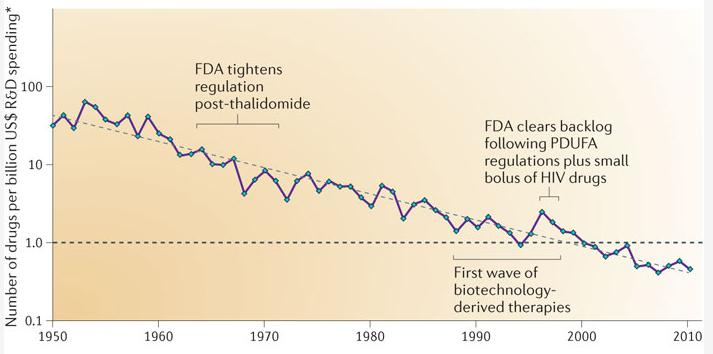 Number of drugs per billion US$ R&D spending*
100
10
1.0
0.1
FDA tightens
regulation
post-thalidomide
FDA clears backlog
following PDUFA
regulations plus small
bolus of HIV drugs
First wave of
biotechnology-
derived therapies
1950 1960 1970 1980 1990 2000 2010